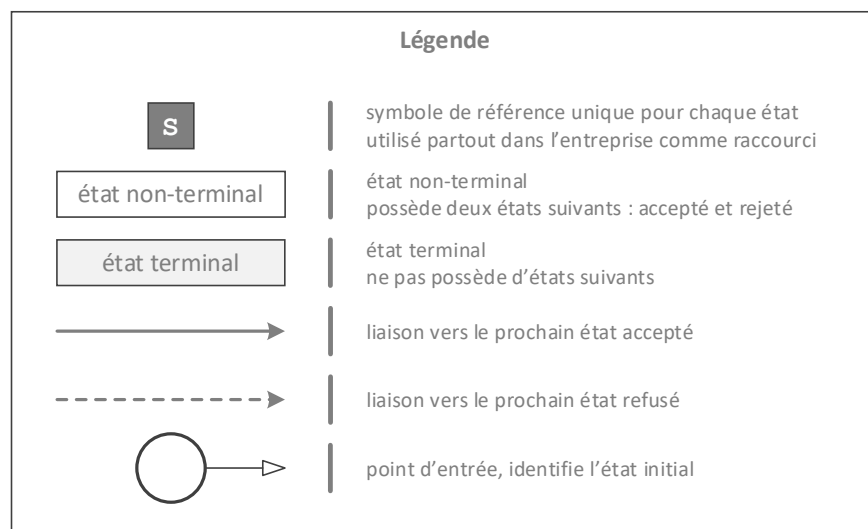 Légende
S
symbole de référence unique pour chaque état
utilisé partout dans l'entreprise comme raccourci
état non-terminal
état non-terminal
possède deux états suivants : accepté et rejeté
état terminal
état terminal
ne pas possède d'états suivants
liaison vers le prochain état accepté
liaison vers le prochain état refusé
point d'entrée, identifie l'état initial